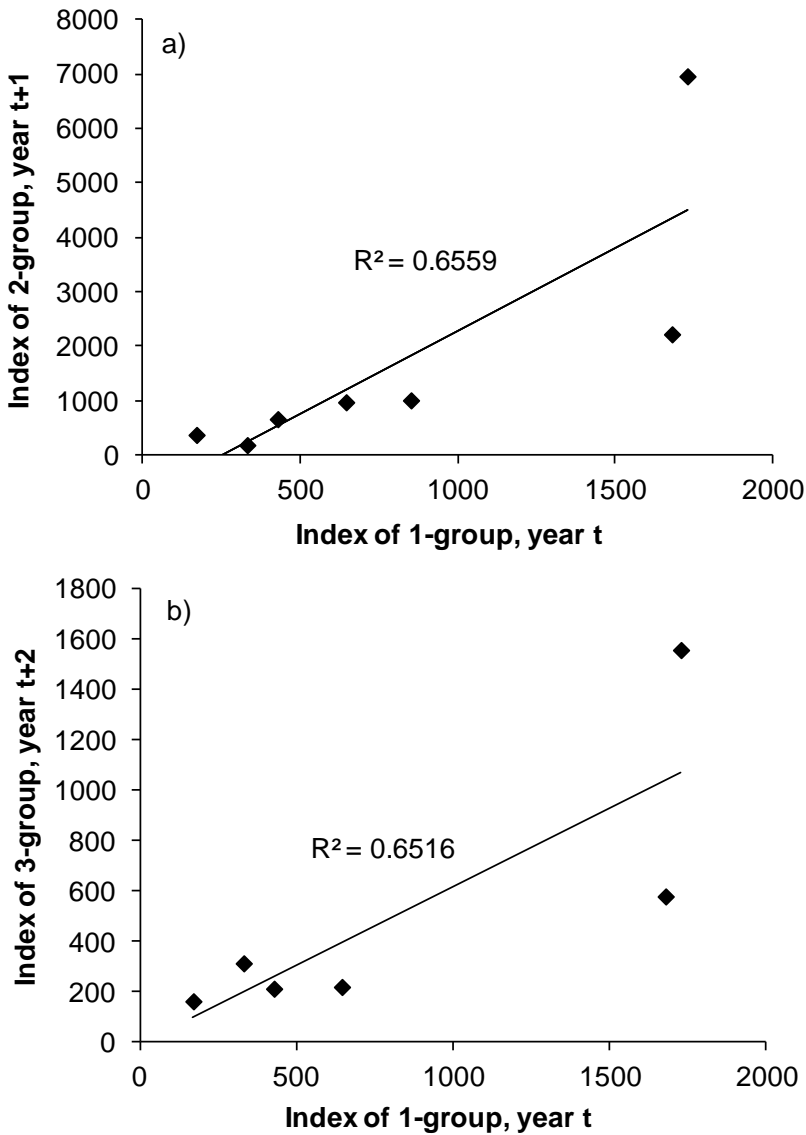 a)
8000
7000
6000
5000
4000
3000
2000
1000
0
Index of 2-group, year t+1
R² = 0.6559
0 500 1000 1500 2000
Index of 1-group, year t
b)
1800
1600
1400
1200
1000
800
600
400
200
0
Index of 3-group, year t+2
R² = 0.6516
0 500 1000 1500 2000
Index of 1-group, year t